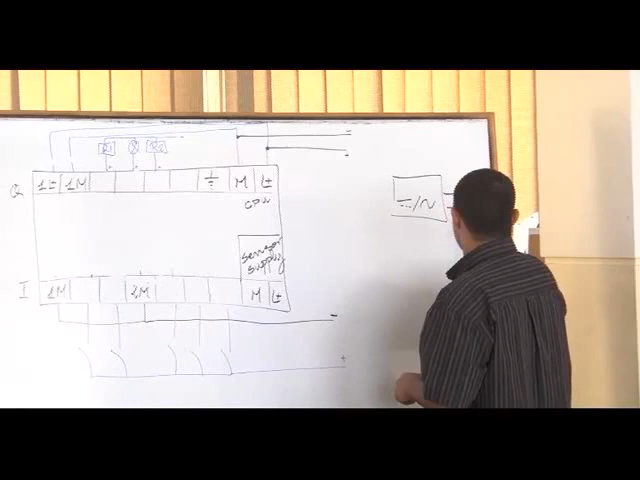 Q 1L 1M M L+
CPU
Sensor
supply
I 1M 2M M L+
=/~